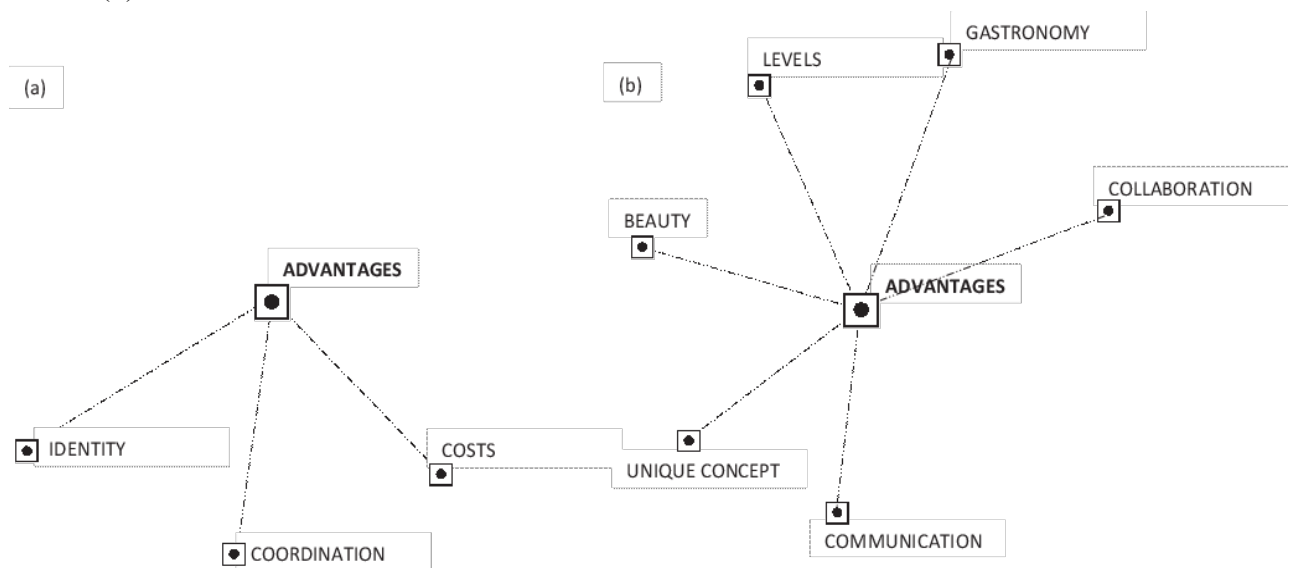 (a)
ADVANTAGES
IDENTITY
COSTS
COORDINATION
(b)
LEVELS
GASTRONOMY
COLLABORATION
BEAUTY
ADVANTAGES
UNIQUE CONCEPT
COMMUNICATION